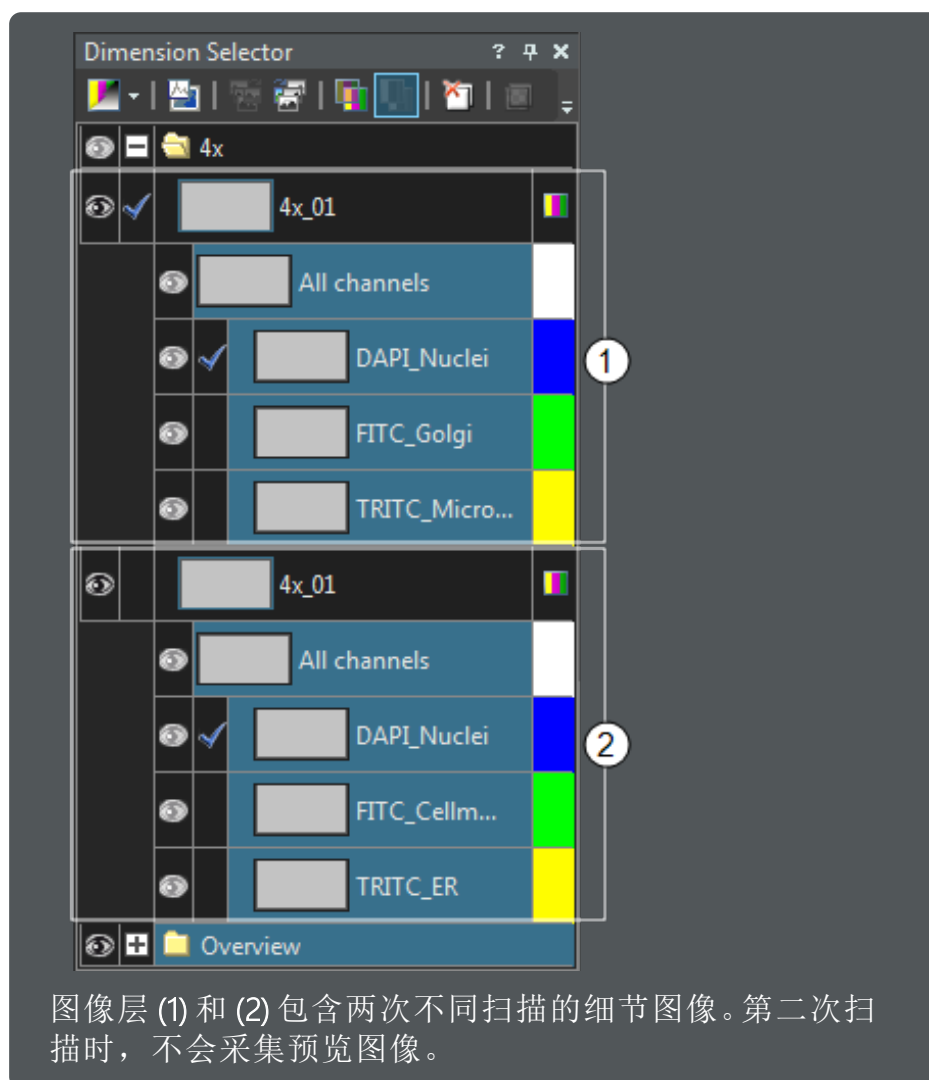 Dimension Selector
4x
4x_01
All channels
DAPI_Nuclei
FITC_Golgi
TRITC_Micro...
1
4x_01
All channels
DAPI_Nuclei
FITC_Cellm...
TRITC_ER
2
Overview
图像层 (1) 和 (2) 包含两次不同扫描的细节图像。第二次扫
描时，不会采集预览图像。